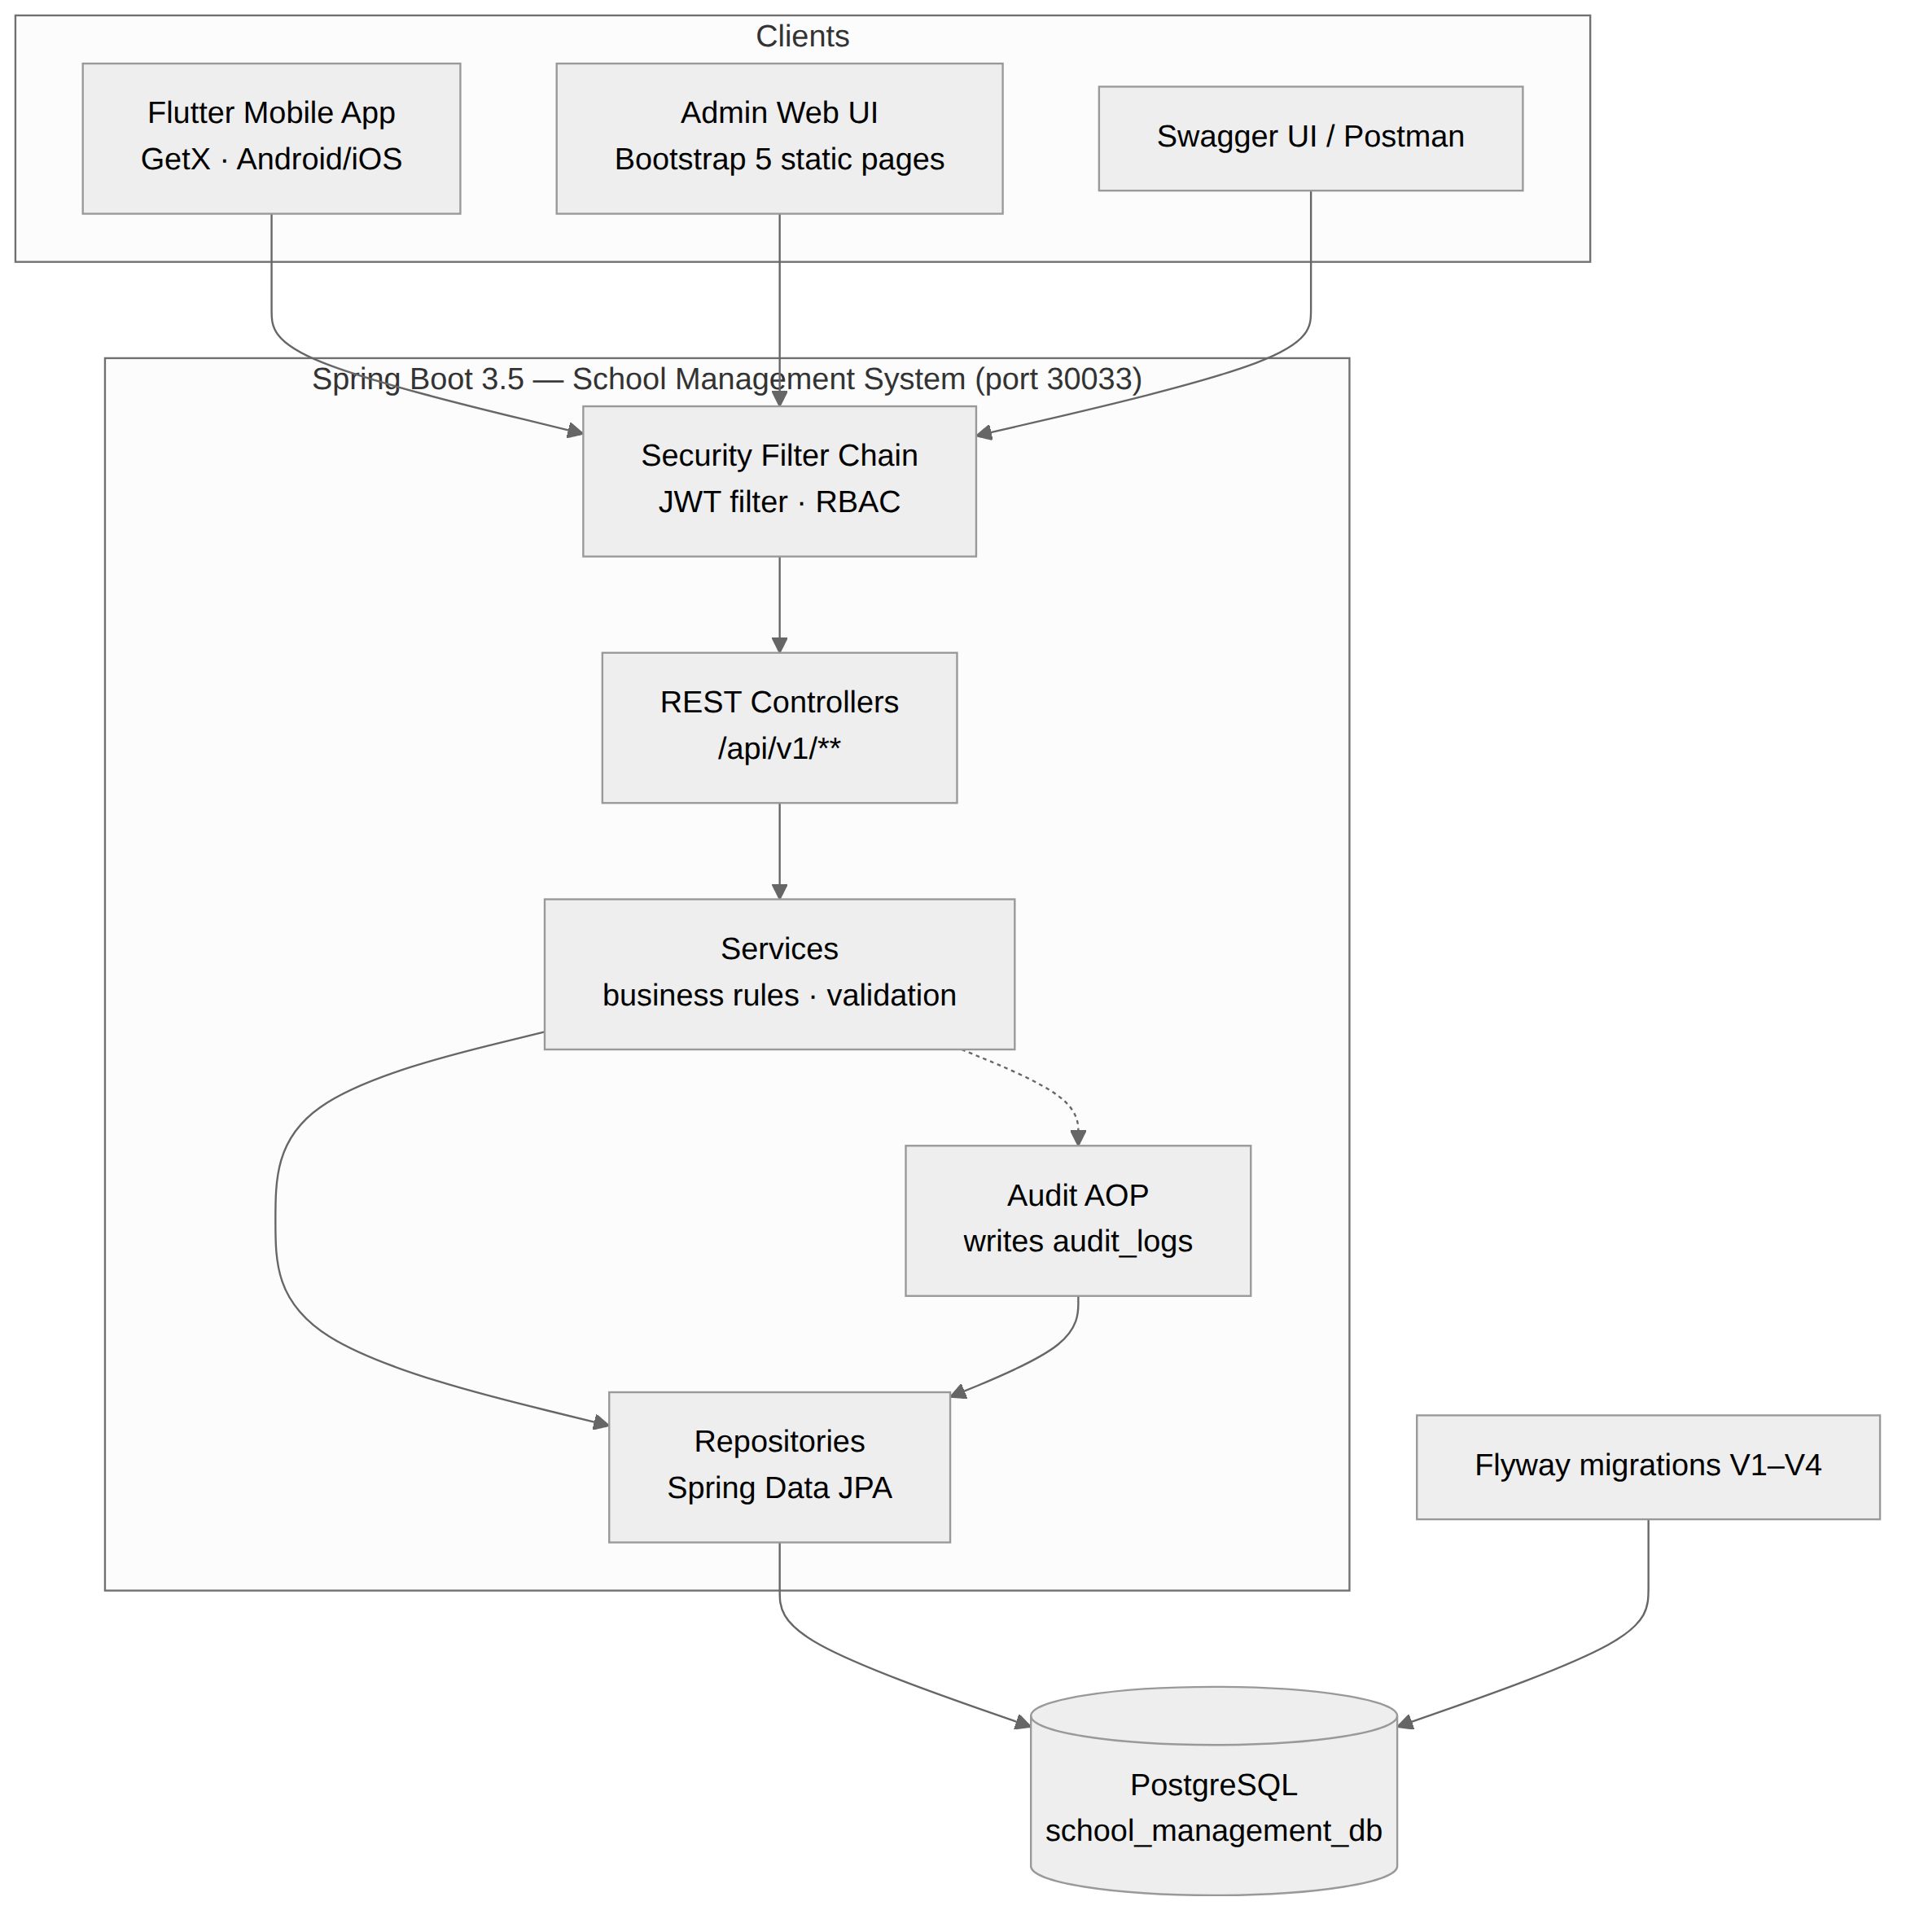 Clients
Flutter Mobile App
GetX · Android/iOS
Admin Web UI
Bootstrap 5 static pages
Swagger UI / Postman
Spring Boot 3.5 — School Management System (port 30033)
Security Filter Chain
JWT filter · RBAC
REST Controllers
/api/v1/**
Services
business rules · validation
Audit AOP
writes audit_logs
Repositories
Spring Data JPA
Flyway migrations V1–V4
PostgreSQL
school_management_db